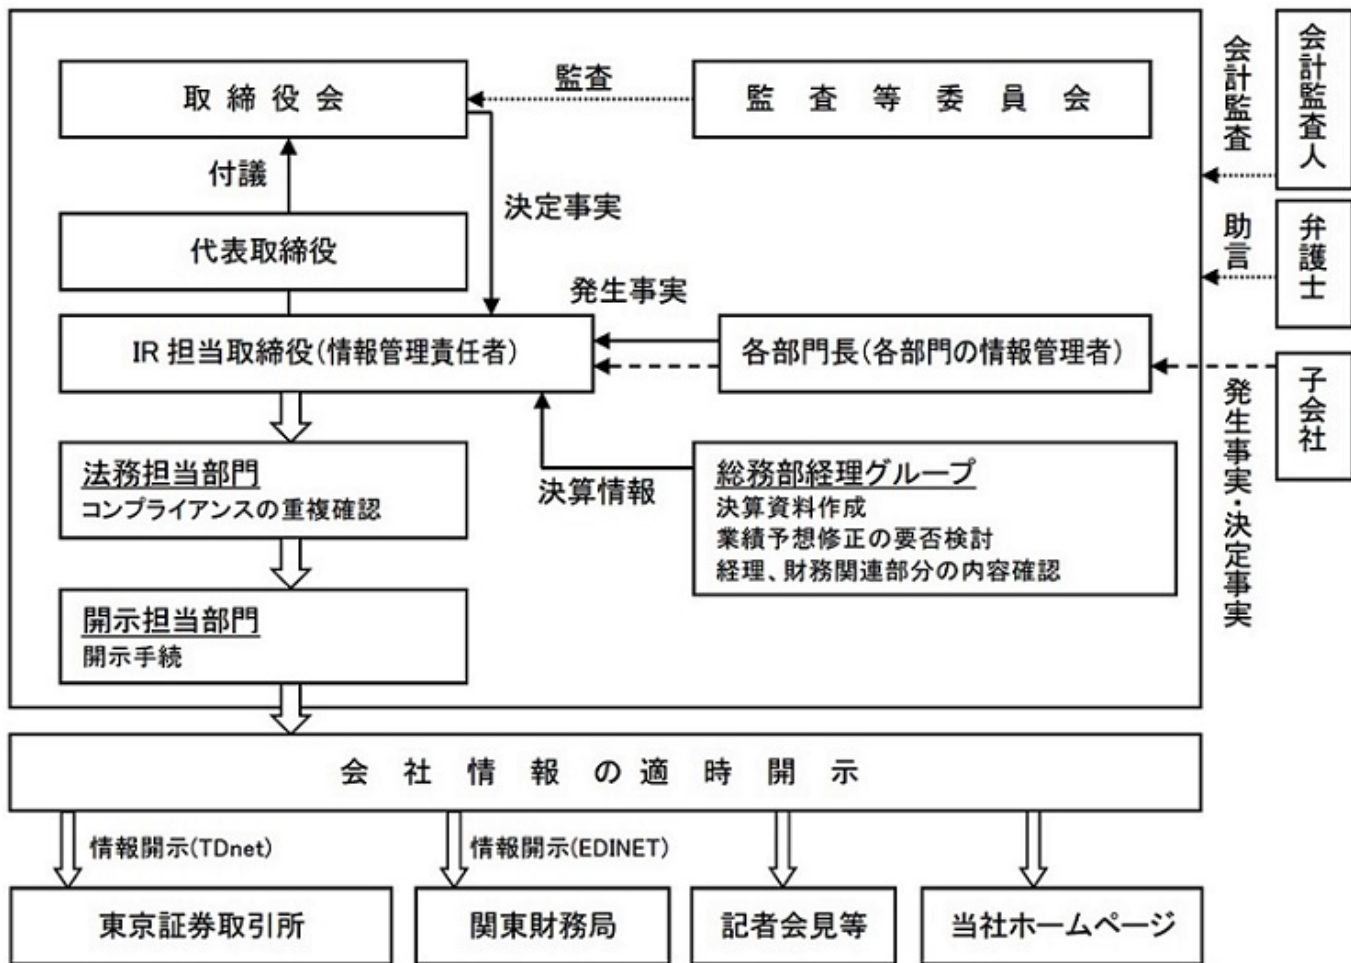 取締役会
監査
監査等委員会
付議
決定事実
代表取締役
発生事実
IR 担当取締役(情報管理責任者)
各部門長(各部門の情報管理者)
法務担当部門
コンプライアンスの重複確認
決算情報
総務部経理グループ
決算資料作成
業績予想修正の要否検討
経理、財務関連部分の内容確認
開示担当部門
開示手続
会計監査
会計監査人
助言
弁護士
子会社
発生事実・決定事実
会社情報の適時開示
情報開示(TDnet)
情報開示(EDINET)
東京証券取引所
関東財務局
記者会見等
当社ホームページ